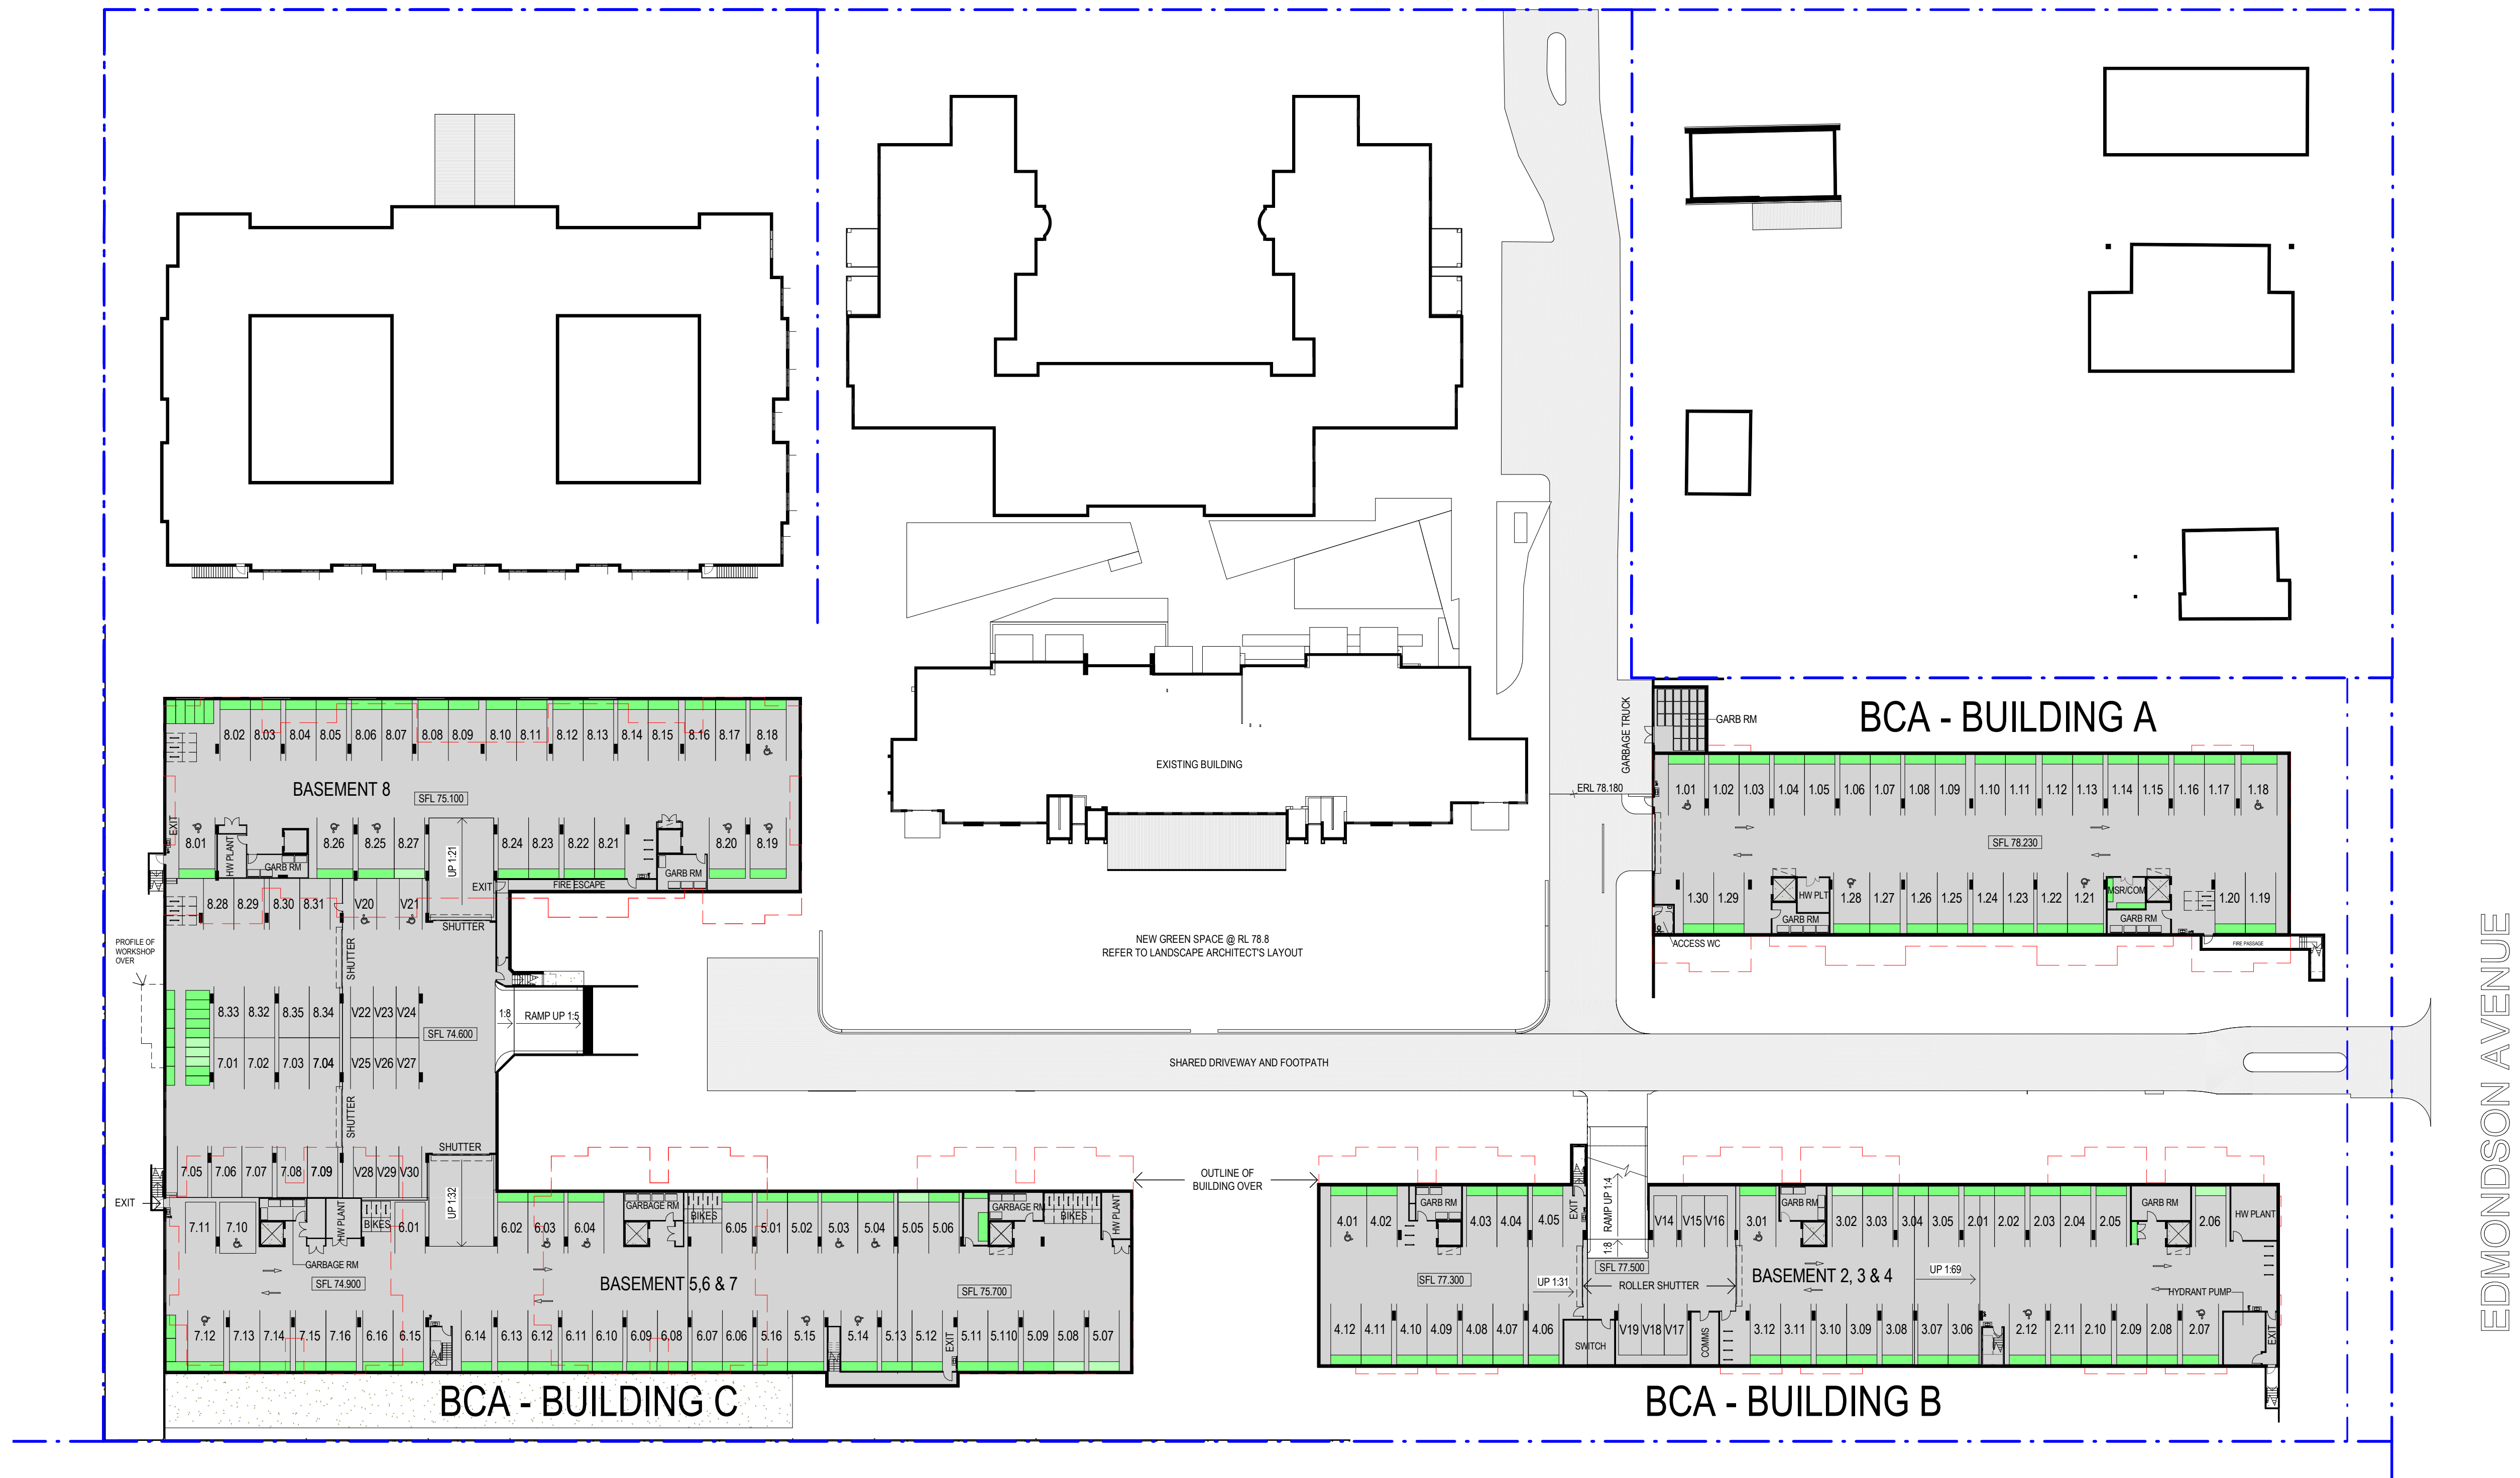 GARBAGE TRUCK
GARB RM
BCA - BUILDING A
EXISTING BUILDING
ERL 78.180
1.01 1.02 1.03 1.04 1.05 1.06 1.07 1.08 1.09 1.10 1.11 1.12 1.13 1.14 1.15 1.16 1.17 1.18
SFL 78.230
1.30 1.29 HW PLT 1.28 1.27 1.26 1.25 1.24 1.23 1.22 1.21 MSR/COM 1.20 1.19
GARB RM GARB RM
ACCESS WC
FIRE PASSAGE
8.02 8.03 8.04 8.05 8.06 8.07 8.08 8.09 8.10 8.11 8.12 8.13 8.14 8.15 8.16 8.17 8.18
BASEMENT 8
SFL 75.100
EXIT
8.01 HW PLANT 8.26 8.25 8.27 UP 1:21 8.24 8.23 8.22 8.21 8.20 8.19
GARB RM GARB RM
EXIT FIRE ESCAPE
8.28 8.29 8.30 8.31 V20 V21
SHUTTER
SHUTTER
PROFILE OF
WORKSHOP
OVER
NEW GREEN SPACE @ RL 78.8
REFER TO LANDSCAPE ARCHITECT'S LAYOUT
8.33 8.32 8.35 8.34 V22 V23 V24
SFL 74.600
1:8 RAMP UP 1:5
7.01 7.02 7.03 7.04 V25 V26 V27
SHARED DRIVEWAY AND FOOTPATH
EDMONDSON AVENUE
SHUTTER
SHUTTER
7.05 7.06 7.07 7.08 7.09 V28 V29 V30
OUTLINE OF
BUILDING OVER
EXIT
UP 1:32
7.11 7.10 HW PLANT BIKES 6.01 6.02 6.03 6.04 GARBAGE RM BIKES 6.05 5.01 5.02 5.03 5.04 5.05 5.06 GARBAGE RM BIKES HW PLANT
GARBAGE RM
SFL 74.900
BASEMENT 5,6 & 7
SFL 75.700
7.12 7.13 7.14 7.15 7.16 6.16 6.15 6.14 6.13 6.12 6.11 6.10 6.09 6.08 6.07 6.06 5.16 5.15 5.14 5.13 5.12 EXIT 5.11 5.110 5.09 5.08 5.07
BCA - BUILDING C
4.01 4.02 GARB RM 4.03 4.04 4.05 EXIT RAMP UP 1:4 V14 V15 V16 3.01 GARB RM 3.02 3.03 3.04 3.05 2.01 2.02 2.03 2.04 2.05 GARB RM 2.06 HW PLANT
1:8
SFL 77.300
UP 1:31
SFL 77.500
ROLLER SHUTTER
BASEMENT 2, 3 & 4
UP 1:69
HYDRANT PUMP
4.12 4.11 4.10 4.09 4.08 4.07 4.06 SWITCH V19 V18 V17 COMMS 3.12 3.11 3.10 3.09 3.08 3.07 3.06 2.12 2.11 2.10 2.09 2.08 2.07 EXIT
BCA - BUILDING B